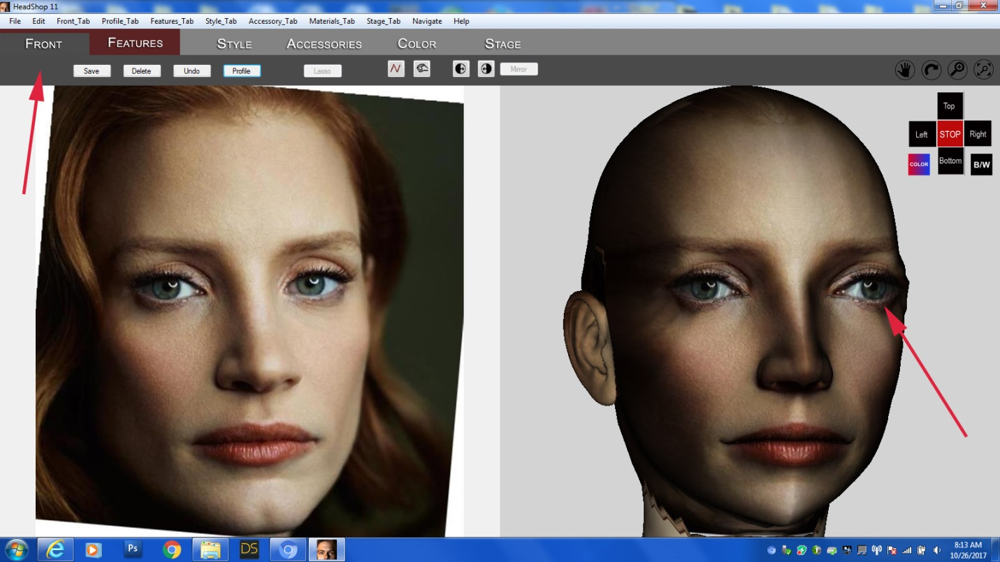 HeadShop 11
File Edit Front_Tab Profile_Tab Features_Tab Style_Tab Accessory_Tab Materials_Tab Stage_Tab Navigate Help
FRONT FEATURES STYLE ACCESSORIES COLOR STAGE
Save Delete Undo Profile Lasso Mirror
Top
Left STOP Right
COLOR Bottom B/W
Ps DS
8:13 AM
10/26/2017